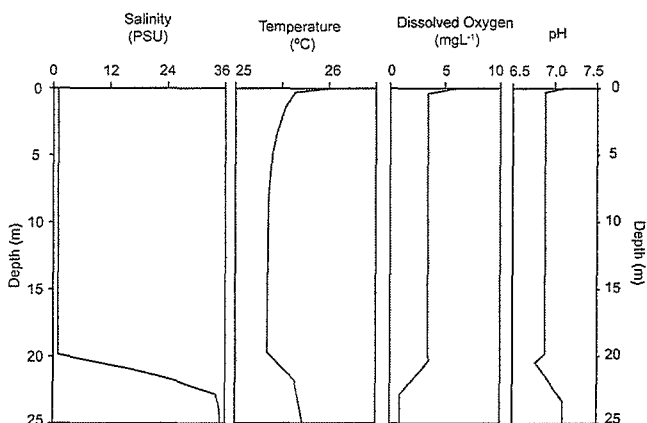 Salinity
(PSU)
Temperature
(ºC)
Dissolved Oxygen
(mgL⁻¹)
pH
0 12 24 36
25 26
0 5 10
6.5 7.0 7.5
0
5
10
15
20
25
Depth (m)
0
5
10
15
20
25
Depth (m)